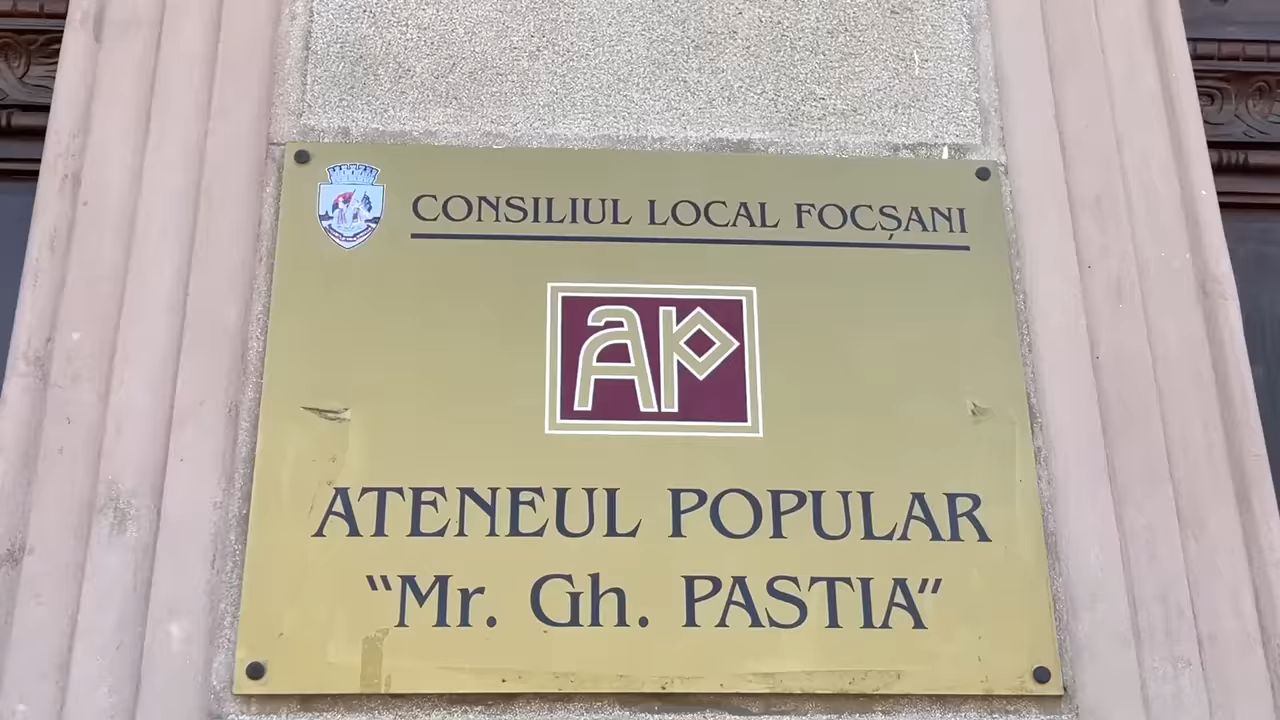 CONSILIUL LOCAL FOCȘANI
AP
ATENEUL POPULAR
"Mr. Gh. PASTIA"